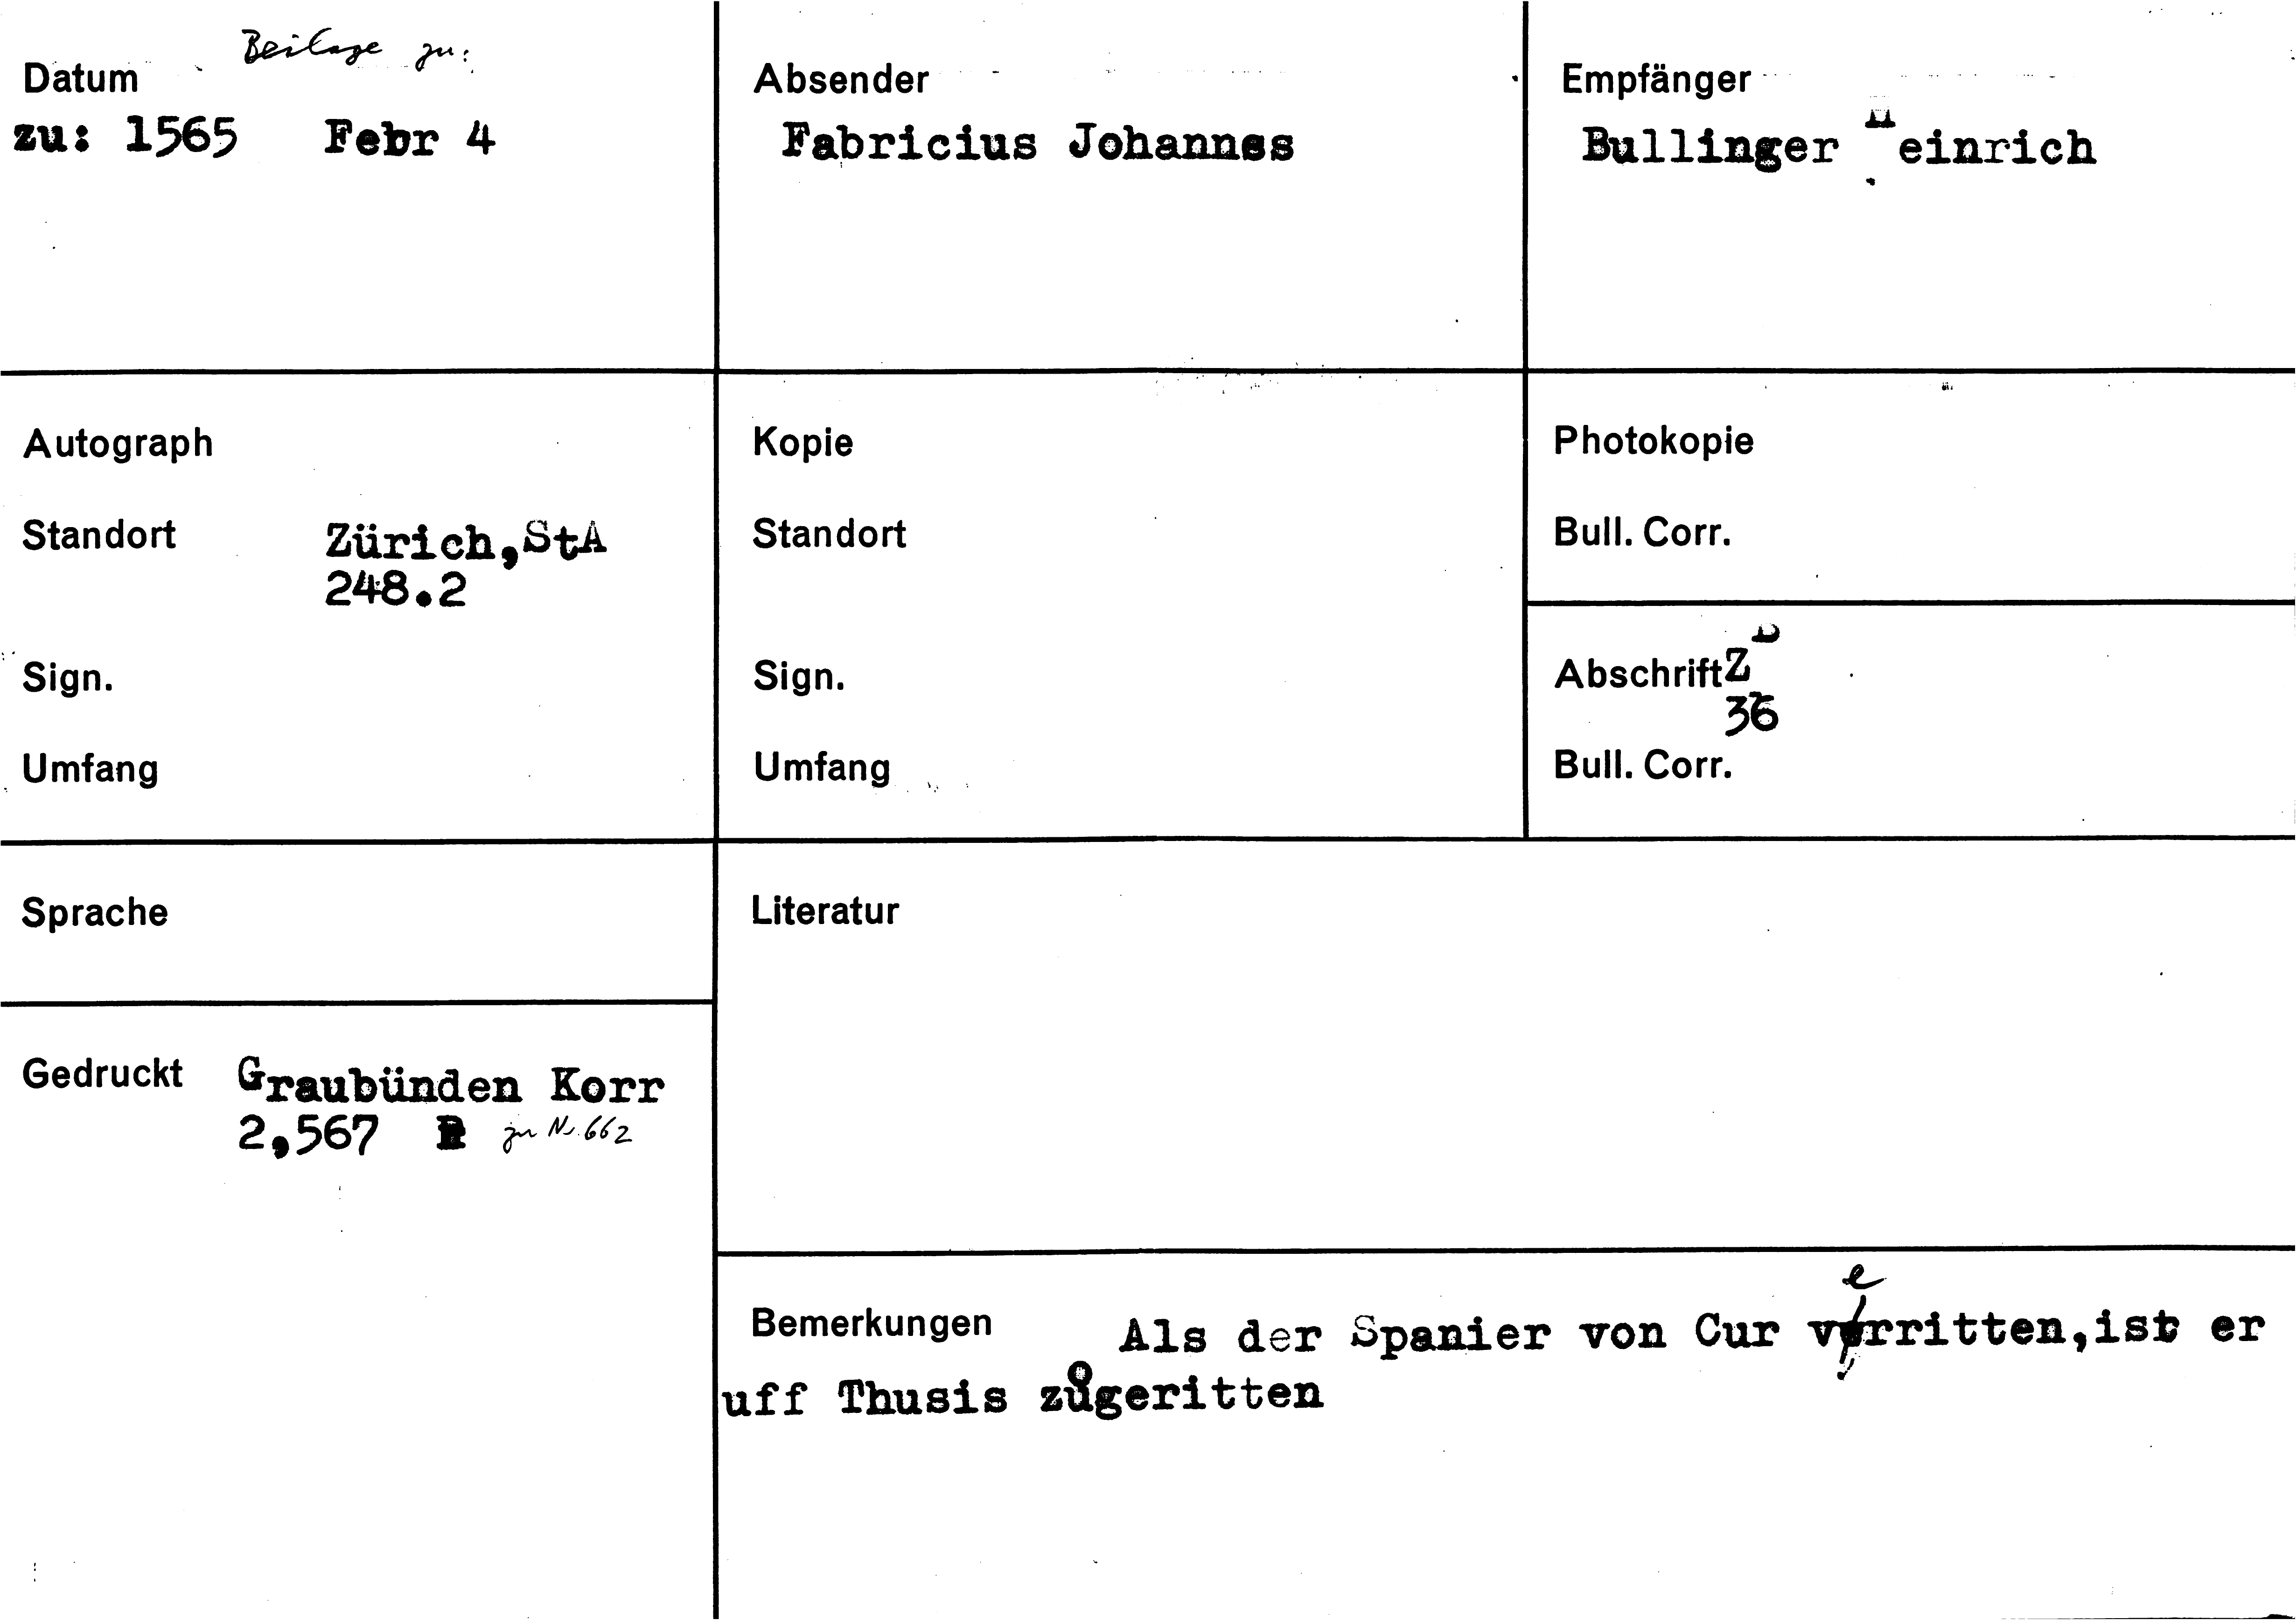 Beilage zu:
Datum
zu: 1565 Febr 4
Absender
Fabricius Johannes
Empfänger
Bullinger Heinrich
Autograph
Standort Zürich,StA
248.2
Sign.
Umfang
Kopie
Standort
Sign.
Umfang
Photokopie
Bull. Corr.
Abschrift Z
36
Bull. Corr.
Sprache
Gedruckt Graubünden Korr
2,567 zu Nr. 662
Literatur
Bemerkungen Als der Spanier von Cur verritten,ist er
uff Thusis zůgeritten